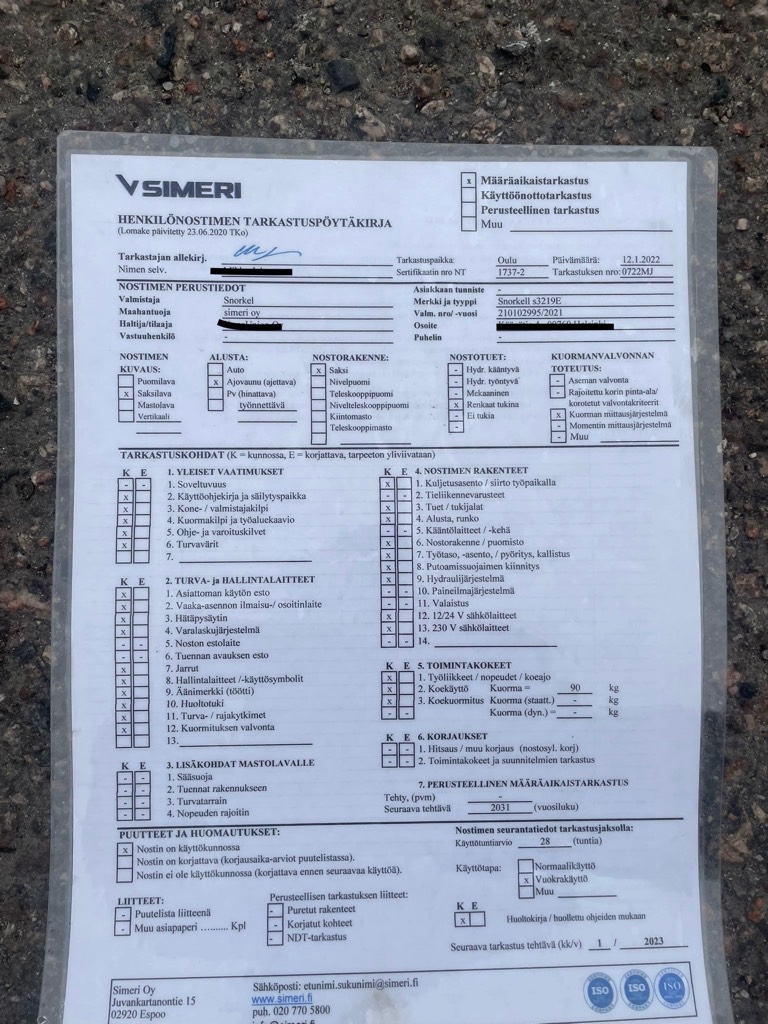 VSIMERI
x Määräaikaistarkastus
Käyttöönottotarkastus
Perusteellinen tarkastus
Muu
HENKILÖNOSTIMEN TARKASTUSPÖYTÄKIRJA
(Lomake päivitetty 23.06.2020 TKo)
Tarkastajan allekirj. Tarkastuspaikka: Oulu Päivämäärä: 12.1.2022
Nimen selv. Sertifikaatin nro NT 1737-2 Tarkastuksen nro: 0722MJ
NOSTIMEN PERUSTIEDOT Asiakkaan tunniste -
Valmistaja Snorkel Merkki ja tyyppi Snorkell s3219E
Maahantuoja simeri oy Valm. nro/ -vuosi 210102995/2021
Haltija/tilaaja Osoite
Vastuuhenkilö - Puhelin -
NOSTIMEN KUVAUS:
Puomilava
x Saksilava
Mastolava
Vertikaali
ALUSTA:
Auto
x Ajovaunu (ajettava)
Pv (hinattava)
työnnettävä
NOSTORAKENNE:
x Saksi
Nivelpuomi
Teleskooppipuomi
Nivelteleskooppipuomi
Kiintomasto
Teleskooppimasto
NOSTOTUET:
- Hydr. kääntyvä
- Hydr. työntyvä
- Mekaaninen
x Renkaat tukina
- Ei tukia
KUORMANVALVONNAN TOTEUTUS:
- Aseman valvonta
- Rajoitettu korin pinta-ala/
korotetut valvontakriteerit
x Kuorman mittausjärjestelmä
- Momentin mittausjärjestelmä
- Muu
TARKASTUSKOHDAT (K = kunnossa, E = korjattava, tarpeeton yliviivataan)
K E 1. YLEISET VAATIMUKSET
- - 1. Soveltuvuus
x 2. Käyttöohjekirja ja säilytyspaikka
x 3. Kone- / valmistajakilpi
x 4. Kuormakilpi ja työaluekaavio
x 5. Ohje- ja varoituskilvet
x 6. Turvavärit
7.
K E 2. TURVA- ja HALLINTALAITTEET
x 1. Asiattoman käytön esto
x 2. Vaaka-asennon ilmaisu-/ osoitinlaite
x 3. Hätäpysäytin
x 4. Varalaskujärjestelmä
- - 5. Noston estolaite
- - 6. Tuennan avauksen esto
x 7. Jarrut
x 8. Hallintalaitteet /-käyttösymbolit
x 9. Äänimerkki (töötti)
x 10. Huoltotuki
x 11. Turva- / rajakytkimet
x 12. Kuormituksen valvonta
13.
K E 3. LISÄKOHDAT MASTOLAVALLE
- - 1. Sääsuoja
- - 2. Tuennat rakennukseen
- - 3. Turvatarrain
- - 4. Nopeuden rajoitin
K E 4. NOSTIMEN RAKENTEET
x 1. Kuljetusasento / siirto työpaikalla
- - 2. Tieliikennevarusteet
x 3. Tuet / tukijalat
x 4. Alusta, runko
- - 5. Kääntölaitteet / -kehä
x 6. Nostorakenne / puomisto
x 7. Työtaso, -asento, / pyöritys, kallistus
x 8. Putoamissuojaimen kiinnitys
x 9. Hydraulijärjestelmä
- - 10. Paineilmajärjestelmä
- - 11. Valaistus
x 12. 12/24 V sähkölaitteet
x 13. 230 V sähkölaitteet
- - 14.
K E 5. TOIMINTAKOKEET
x 1. Työliikkeet / nopeudet / koeajo
x 2. Koekäyttö Kuorma = 90 kg
x 3. Koekuormitus Kuorma (staatt.) - kg
- - Kuorma (dyn.) = - kg
K E 6. KORJAUKSET
- - 1. Hitsaus / muu korjaus (nostosyl. korj)
- - 2. Toimintakokeet ja suunnitelmien tarkastus
7. PERUSTEELLINEN MÄÄRÄAIKAISTARKASTUS
Tehty, (pvm) -
Seuraava tehtävä 2031 (vuosiluku)
PUUTTEET JA HUOMAUTUKSET:
x Nostin on käyttökunnossa
Nostin on korjattava (korjausaika-arviot puutelistassa).
Nostin ei ole käyttökunnossa (korjattava ennen seuraavaa käyttöä).
LIITTEET:
- Puutelista liitteenä
- Muu asiapaperi ......... Kpl
Perusteellisen tarkastuksen liitteet:
- Puretut rakenteet
- Korjatut kohteet
- NDT-tarkastus
Nostimen seurantatiedot tarkastusjaksolla:
Käyttötuntiarvio 28 (tuntia)
Käyttötapa: Normaalikäyttö
x Vuokrakäyttö
Muu
K E
x Huoltokirja / huollettu ohjeiden mukaan
Seuraava tarkastus tehtävä (kk/v) 1 / 2023
Simeri Oy
Juvankartanontie 15
02920 Espoo
Sähköposti: etunimi.sukunimi@simeri.fi
www.simeri.fi
puh. 020 770 5800
info@simeri.fi
ISO ISO ISO